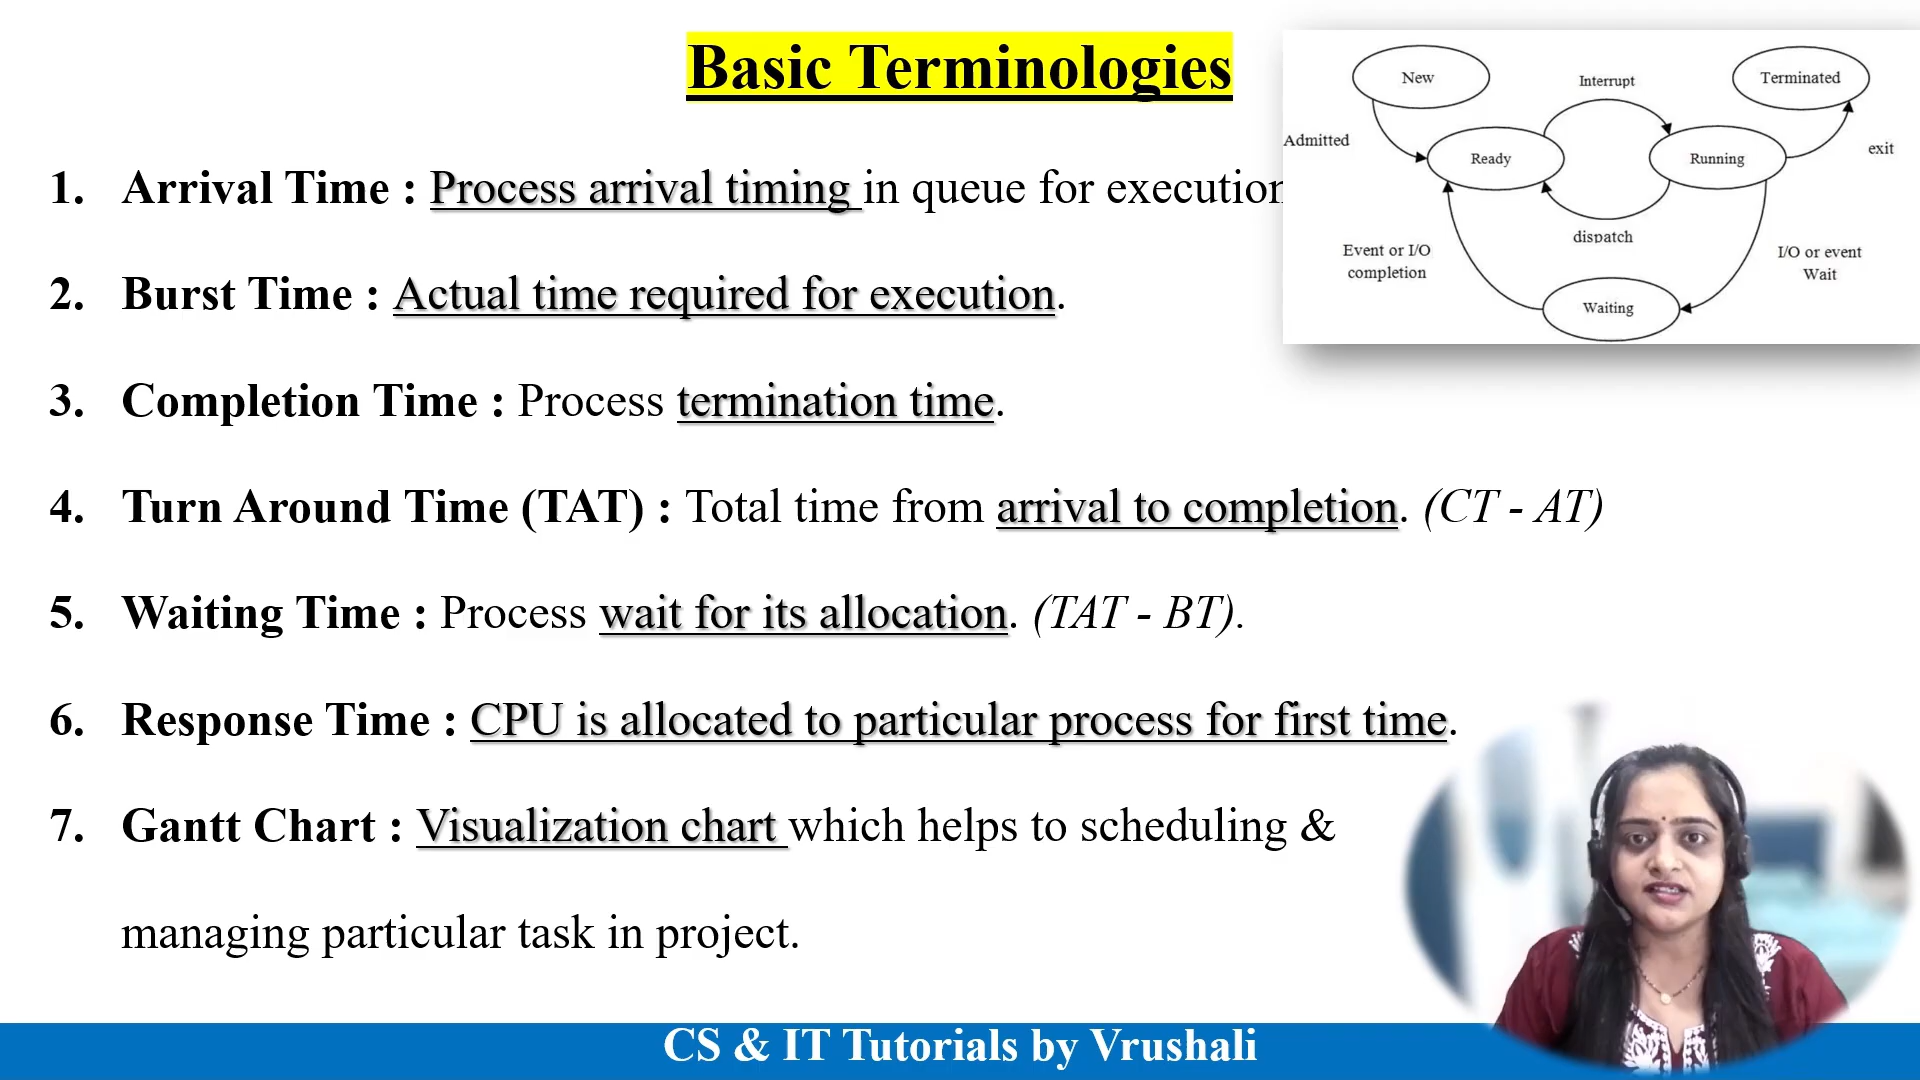 Basic Terminologies
1. Arrival Time : Process arrival timing in queue for execution
2. Burst Time : Actual time required for execution.
3. Completion Time : Process termination time.
4. Turn Around Time (TAT) : Total time from arrival to completion. (CT - AT)
5. Waiting Time : Process wait for its allocation. (TAT - BT).
6. Response Time : CPU is allocated to particular process for first time.
7. Gantt Chart : Visualization chart which helps to scheduling &
managing particular task in project.
New
Interrupt
Terminated
Admitted
Ready
Running
exit
dispatch
Event or I/O
completion
I/O or event
Wait
Waiting
CS & IT Tutorials by Vrushali